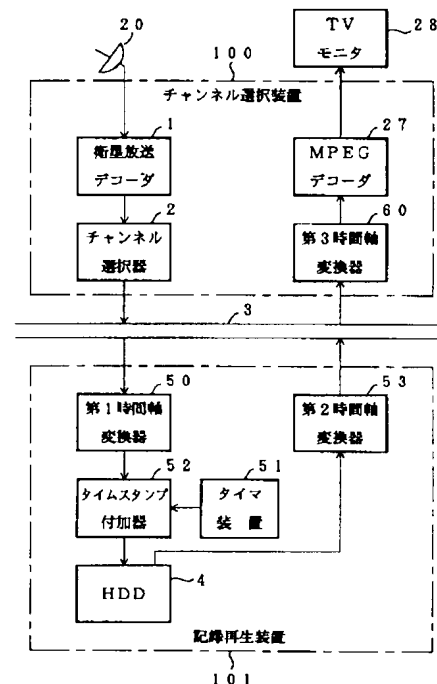 20
TV
モニタ
28
100
チャンネル選択装置
1
衛星放送
デコーダ
27
MPEG
デコーダ
2
チャンネル
選択器
60
第3時間軸
変換器
3
50
第1時間軸
変換器
53
第2時間軸
変換器
52
タイムスタンプ
付加器
51
タイマ
装置
HDD
4
記録再生装置
101